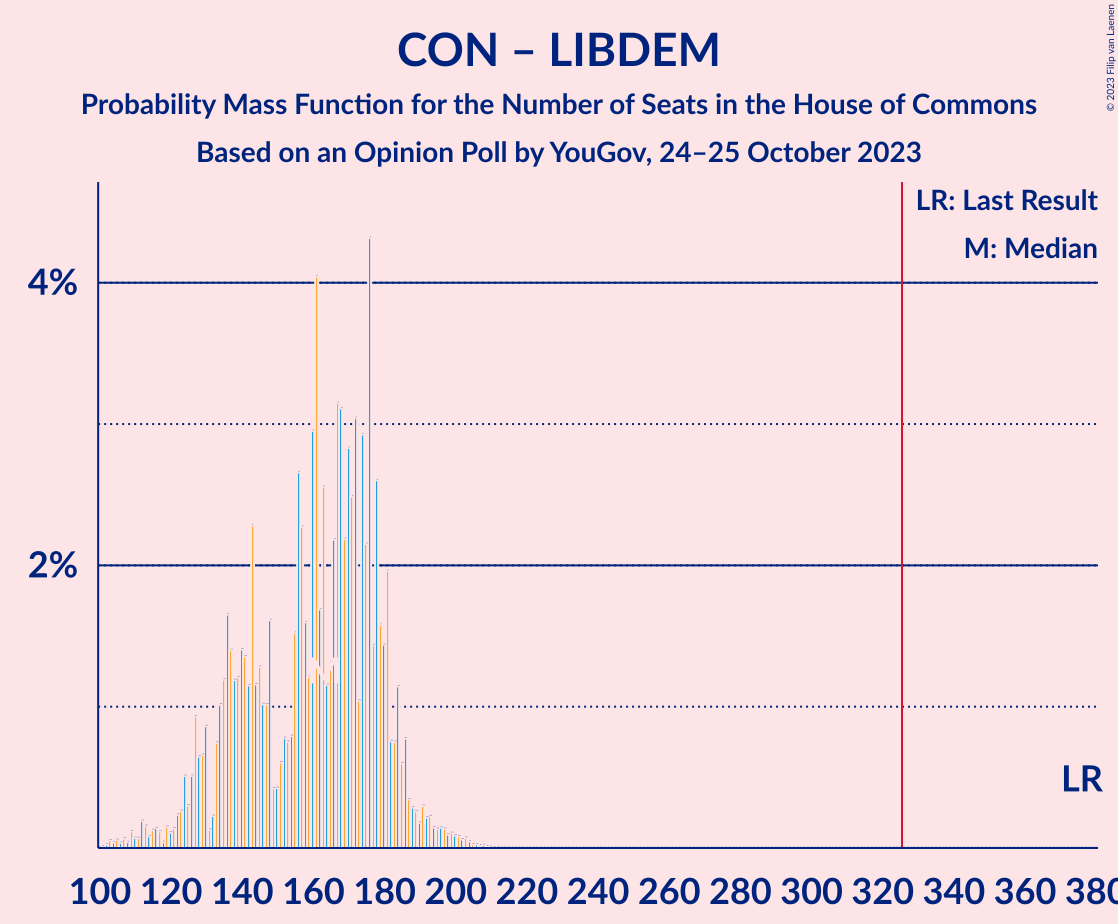 CON – LIBDEM
Probability Mass Function for the Number of Seats in the House of Commons
Based on an Opinion Poll by YouGov, 24–25 October 2023
© 2023 Filip van Laenen
LR: Last Result
M: Median
4%
2%
LR
100 120 140 160 180 200 220 240 260 280 300 320 340 360 380